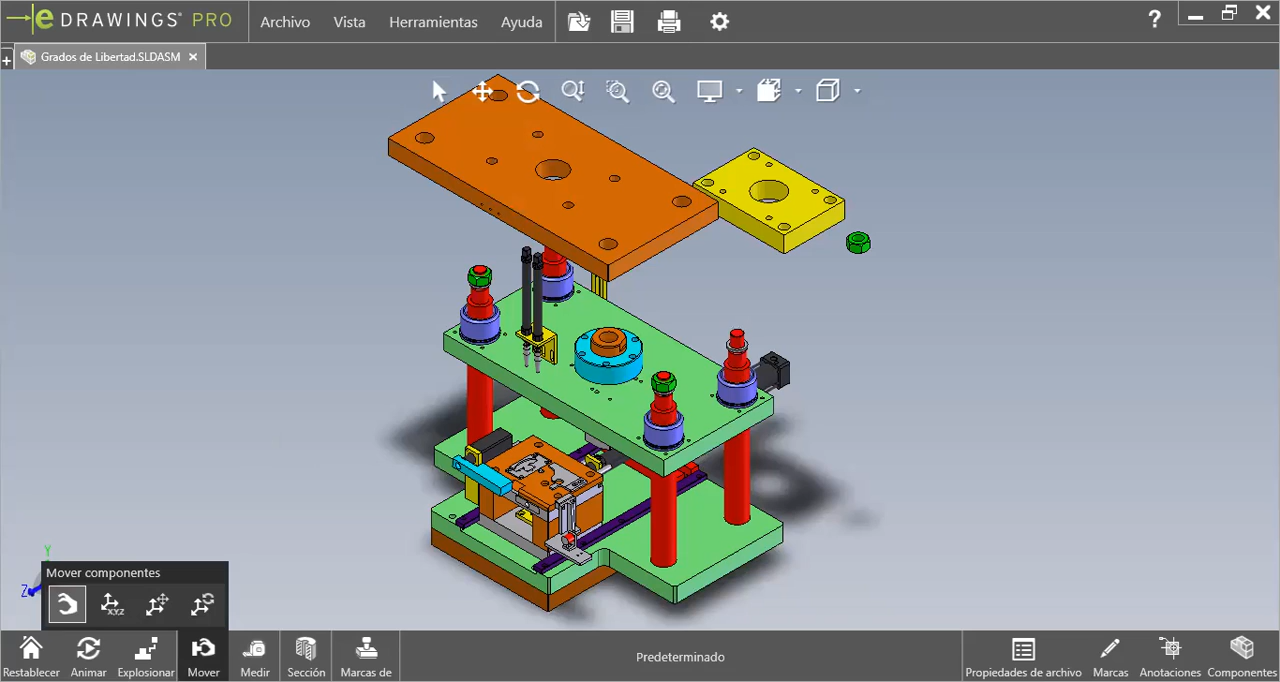 eDRAWINGS® PRO
Archivo Vista Herramientas Ayuda
?
+ Grados de Libertad.SLDASM
Y
Z
Mover componentes
XYZ
Restablecer Animar Explosionar Mover Medir Sección Marcas de
Predeterminado
Propiedades de archivo Marcas Anotaciones Componentes